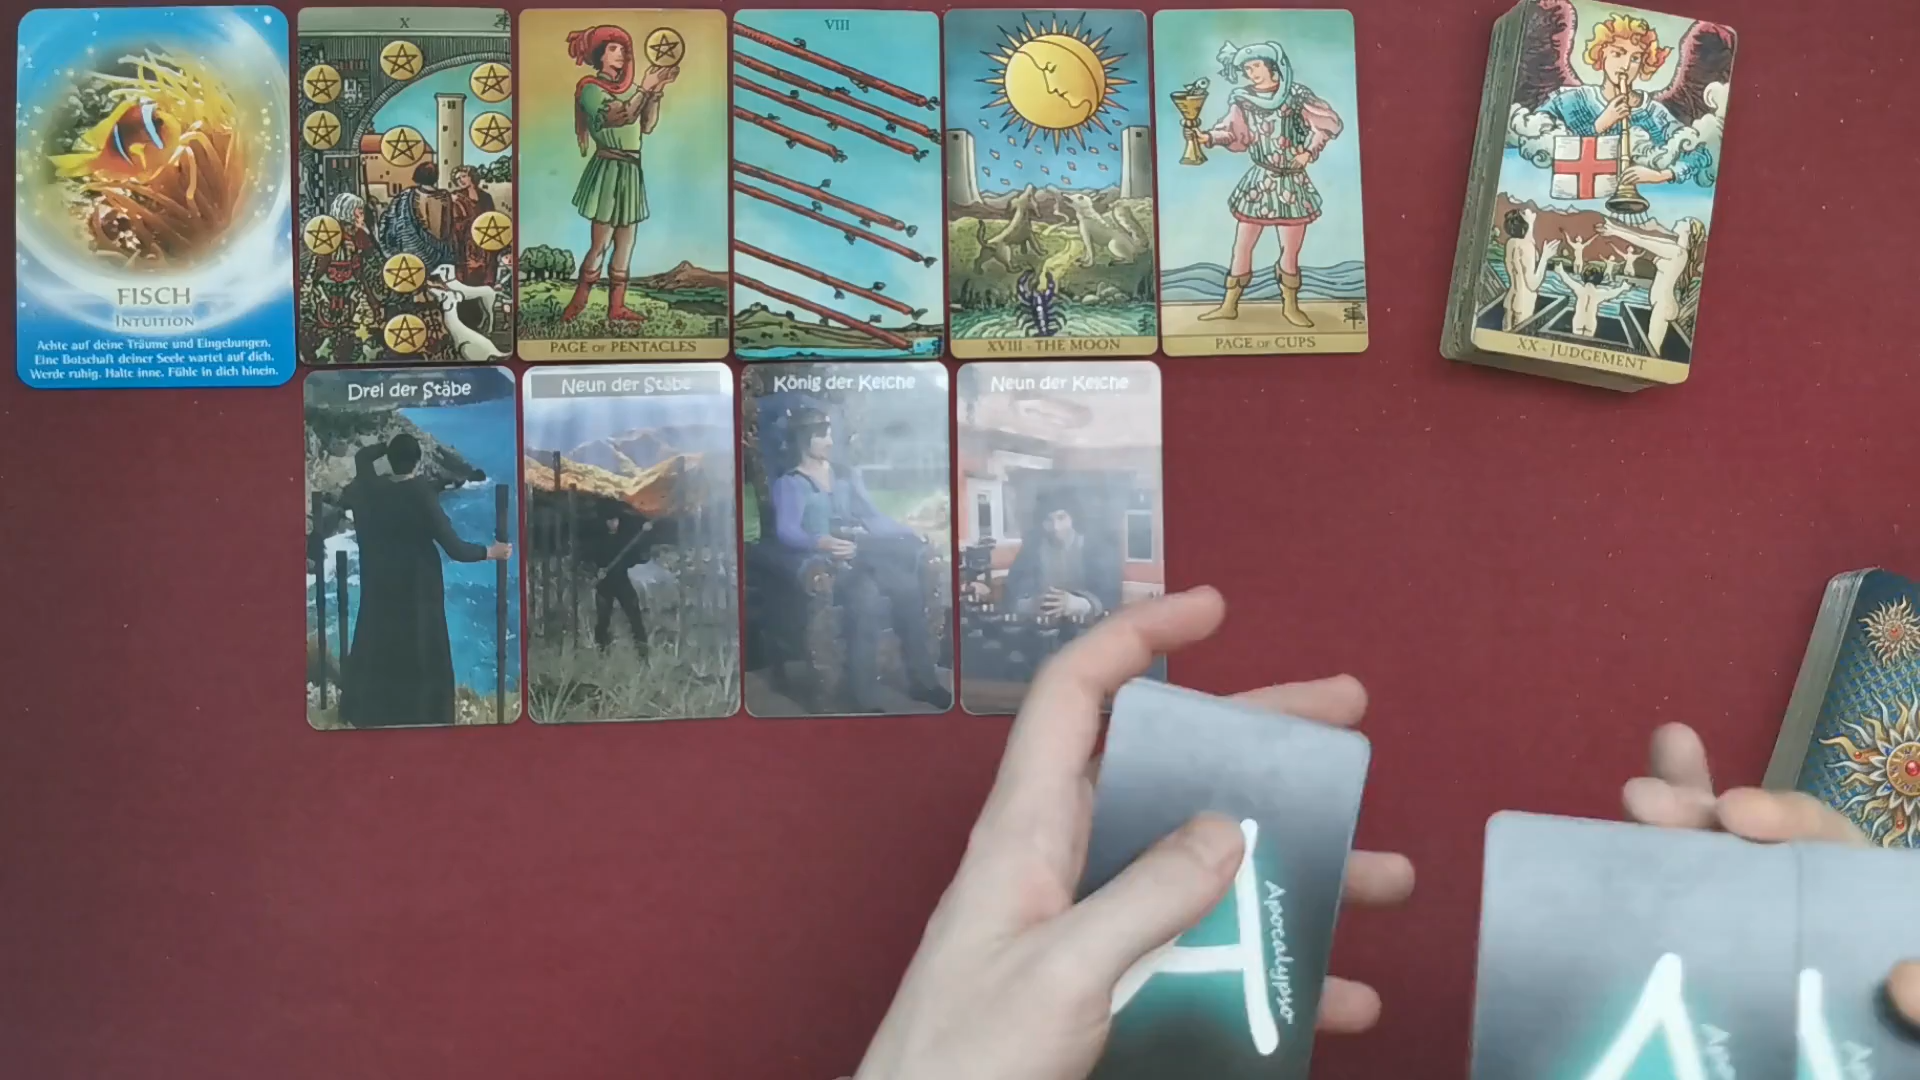 FISCH
INTUITION
Achte auf deine Träume und Eingebungen.
Eine Botschaft deiner Seele wartet auf dich.
Werde ruhig. Halte inne. Fühle in dich hinein.
X
PAGE OF PENTACLES
VIII
XVIII - THE MOON
PAGE OF CUPS
XX - JUDGEMENT
Drei der Stäbe
Neun der Stäbe
König der Kelche
Neun der Kelche
A
Apocalypso
A
Apo
Ap